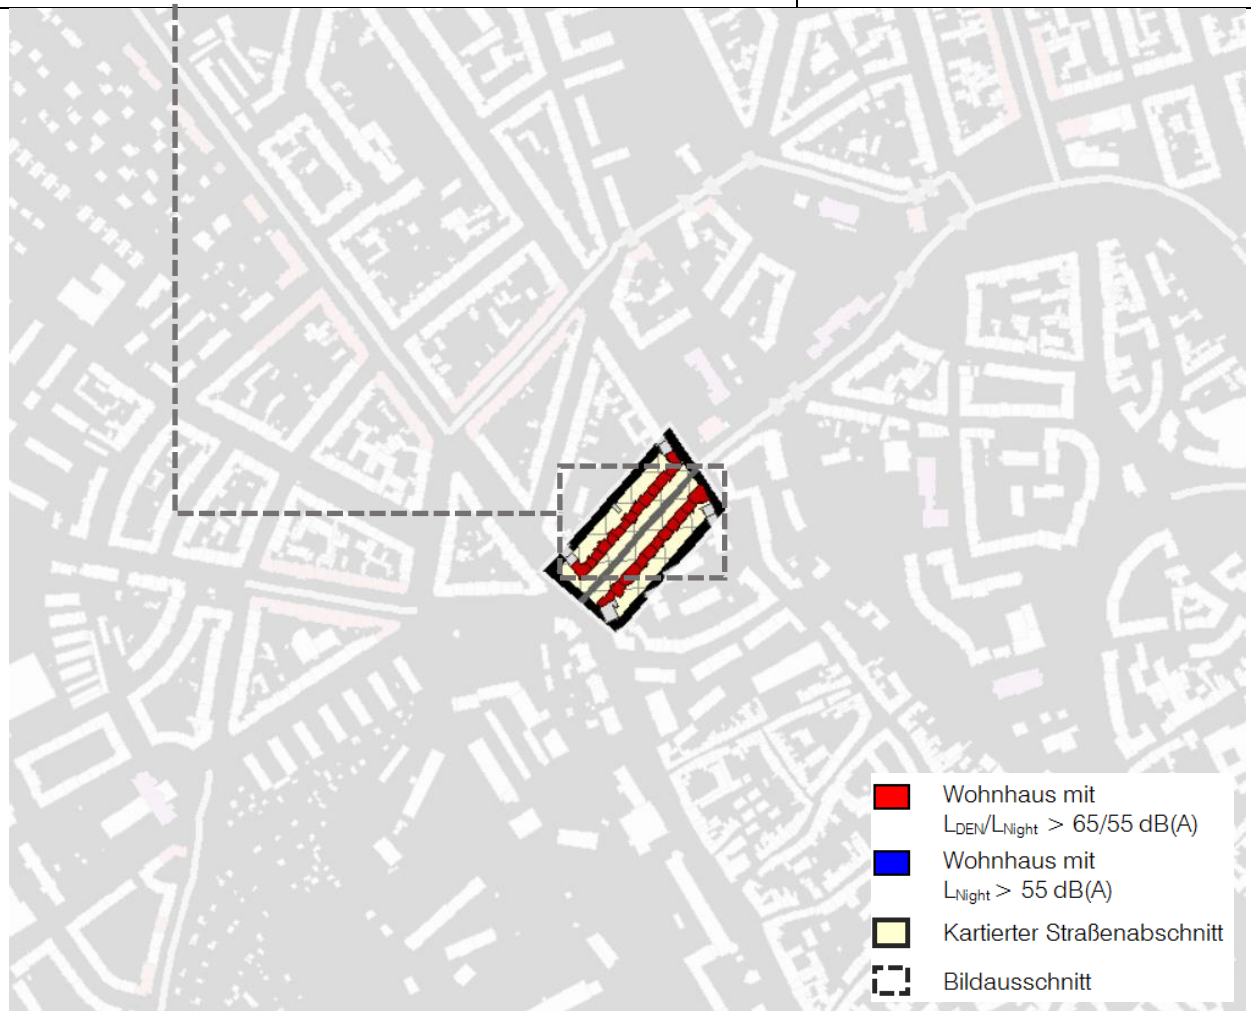 Wohnhaus mit
LDEN/LNight > 65/55 dB(A)
Wohnhaus mit
LNight > 55 dB(A)
Kartierter Straßenabschnitt
Bildausschnitt